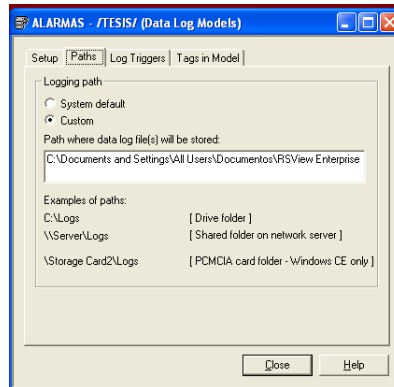 ALARMAS - /TESIS/ (Data Log Models)
Setup Paths Log Triggers Tags in Model
Logging path
System default
Custom
Path where data log file(s) will be stored:
C:\Documents and Settings\All Users\Documentos\RSView Enterprise
Examples of paths:
C:\Logs [ Drive folder ]
\\Server\Logs [ Shared folder on network server ]
\Storage Card2\Logs [ PCMCIA card folder - Windows CE only ]
Close Help